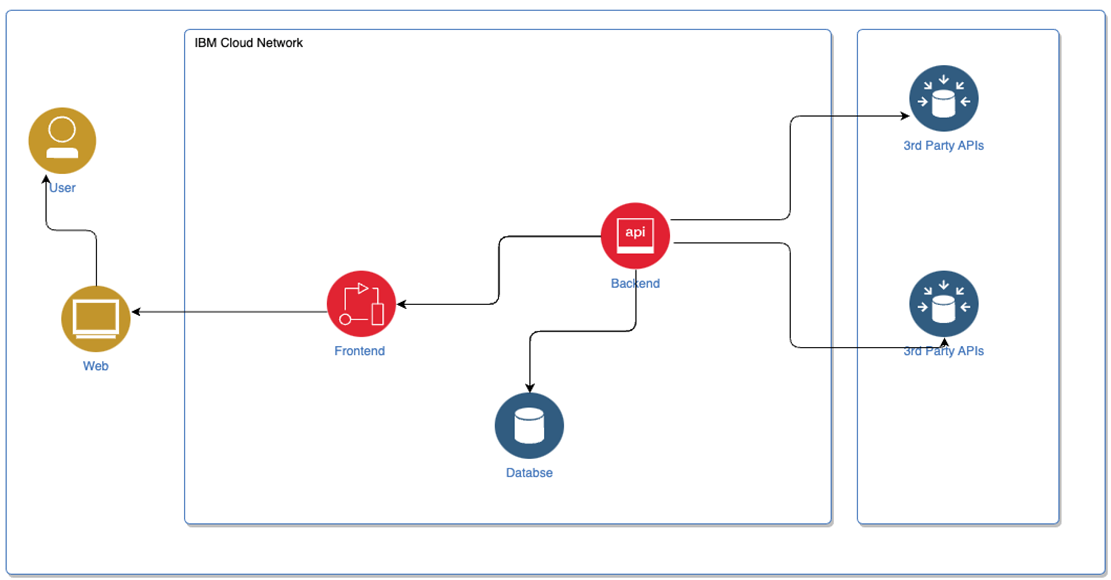 IBM Cloud Network
3rd Party APIs
User
api
Backend
Frontend
3rd Party APIs
Web
Databse